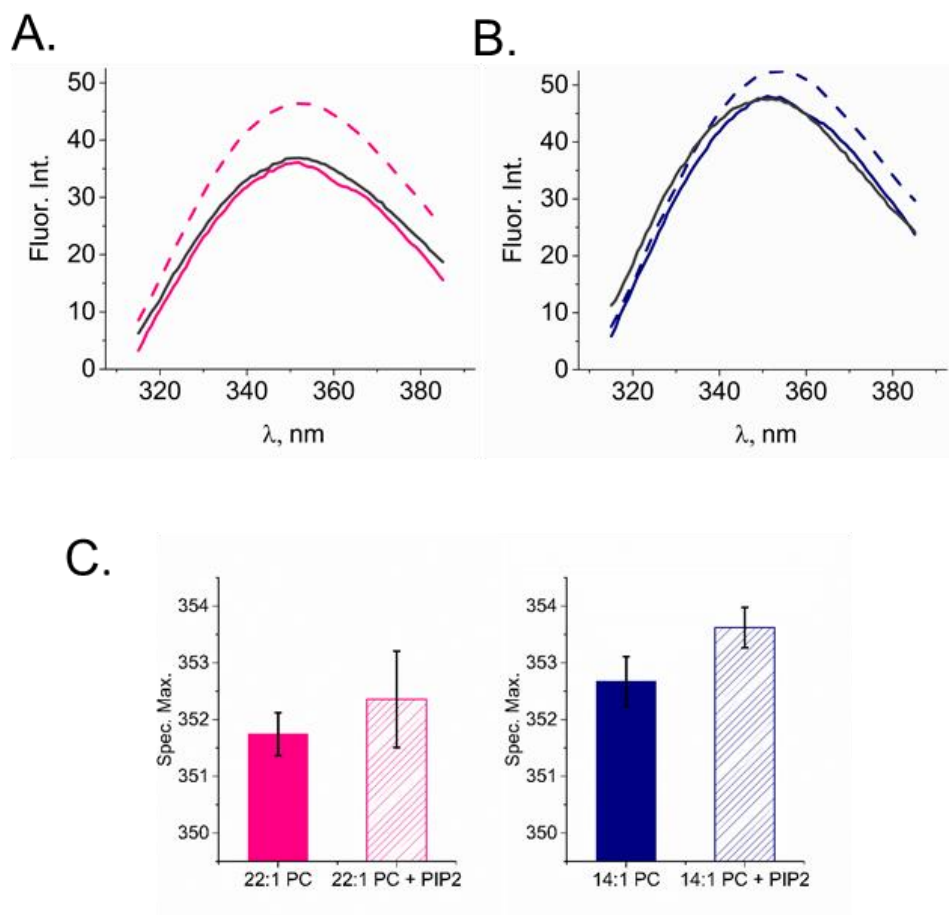 A.
B.
50
40
30
20
10
0
Fluor. Int.
320 340 360 380
λ, nm
50
40
30
20
10
0
Fluor. Int.
320 340 360 380
λ, nm
C.
354
353
352
351
350
Spec. Max.
22:1 PC 22:1 PC + PIP2
354
353
352
351
350
Spec. Max.
14:1 PC 14:1 PC + PIP2